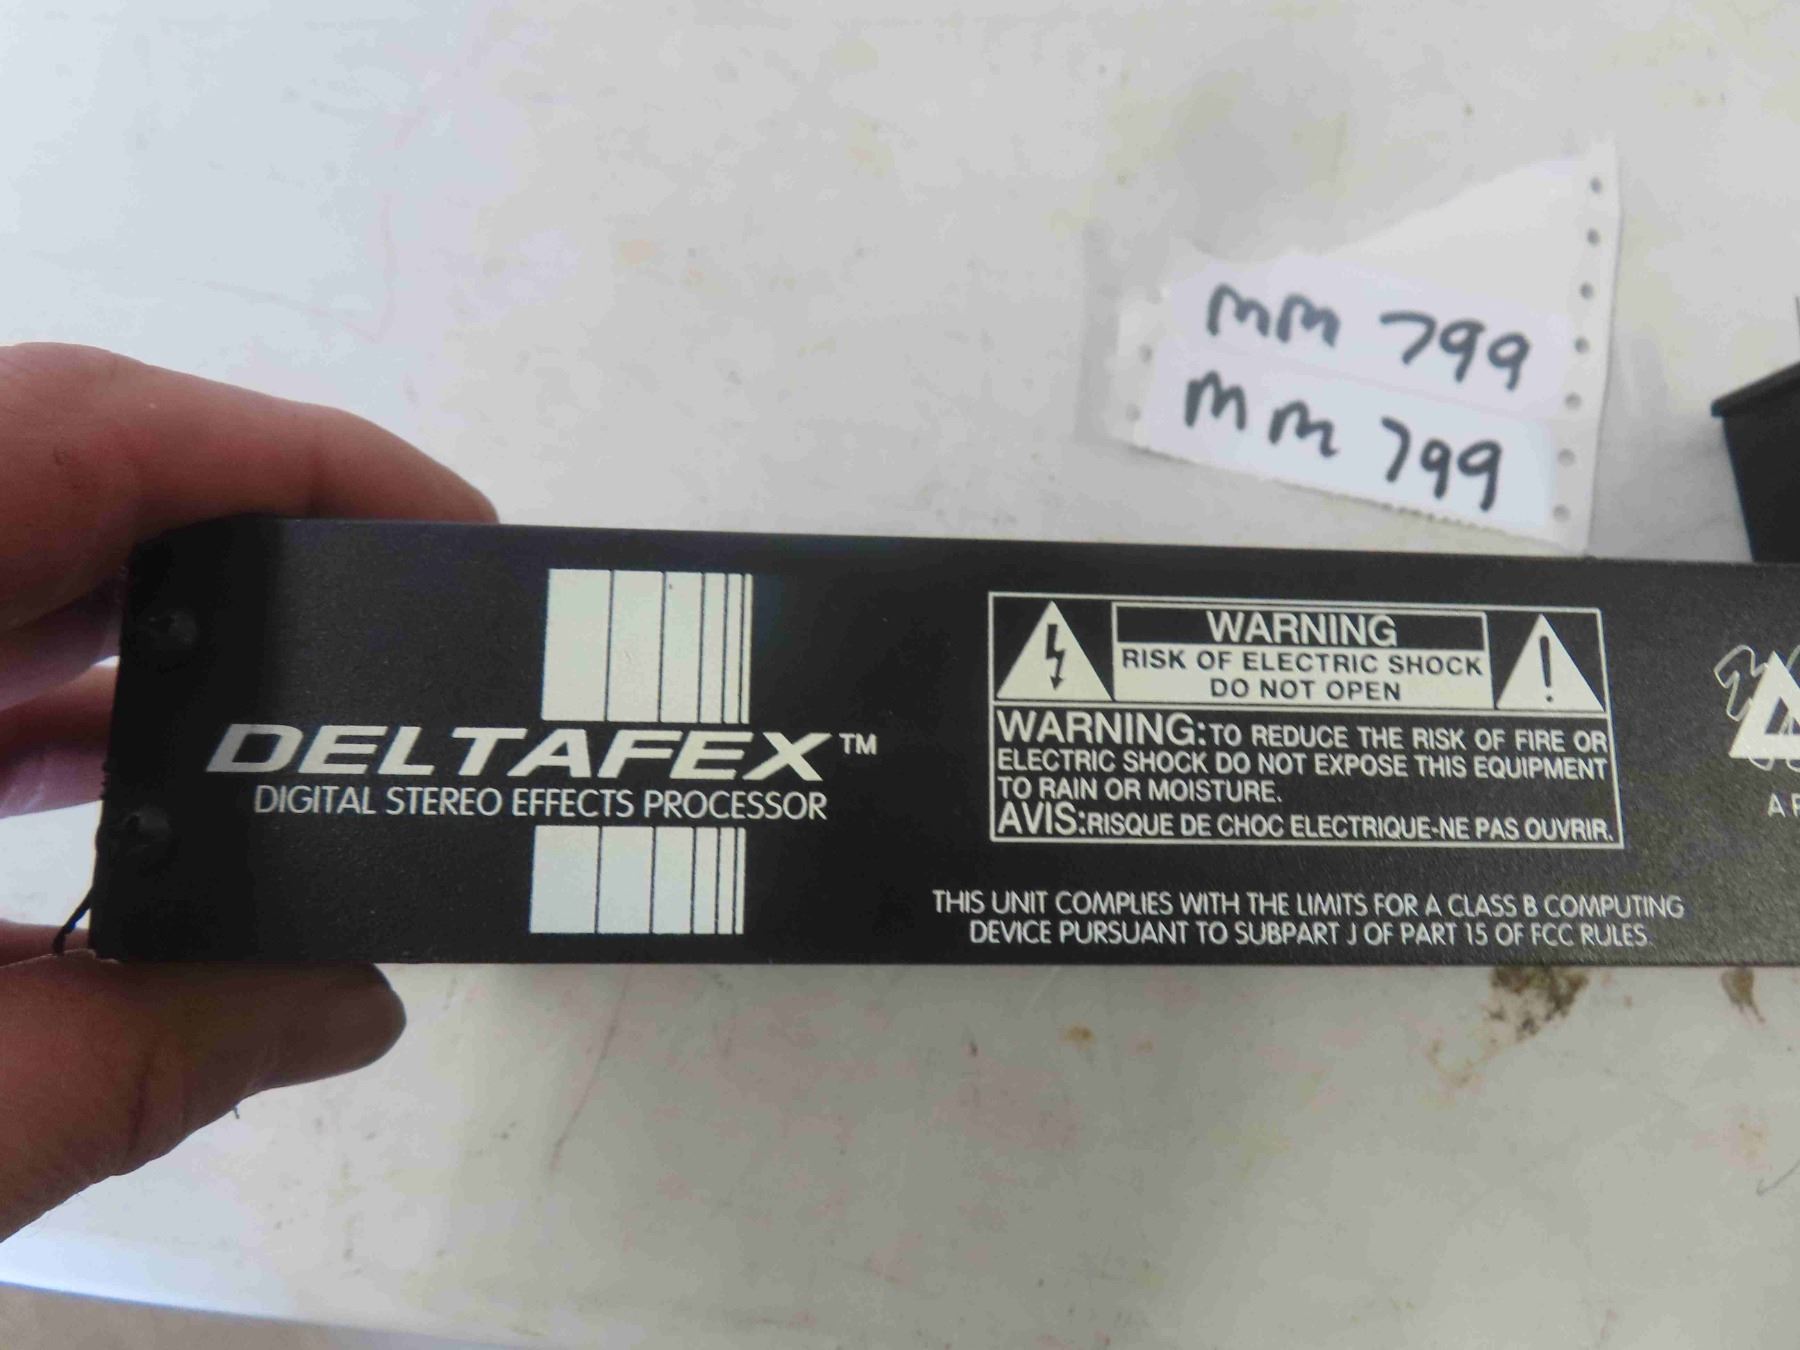 MM 799
MM 799
DELTAFEX™
DIGITAL STEREO EFFECTS PROCESSOR
WARNING
RISK OF ELECTRIC SHOCK
DO NOT OPEN
WARNING: TO REDUCE THE RISK OF FIRE OR
ELECTRIC SHOCK DO NOT EXPOSE THIS EQUIPMENT
TO RAIN OR MOISTURE.
AVIS: RISQUE DE CHOC ELECTRIQUE-NE PAS OUVRIR.
THIS UNIT COMPLIES WITH THE LIMITS FOR A CLASS B COMPUTING
DEVICE PURSUANT TO SUBPART J OF PART 15 OF FCC RULES.